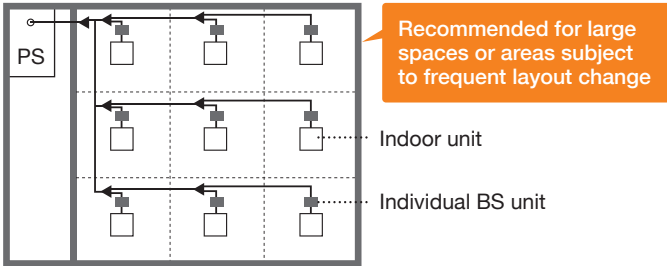 PS
Recommended for large
spaces or areas subject
to frequent layout change
Indoor unit
Individual BS unit